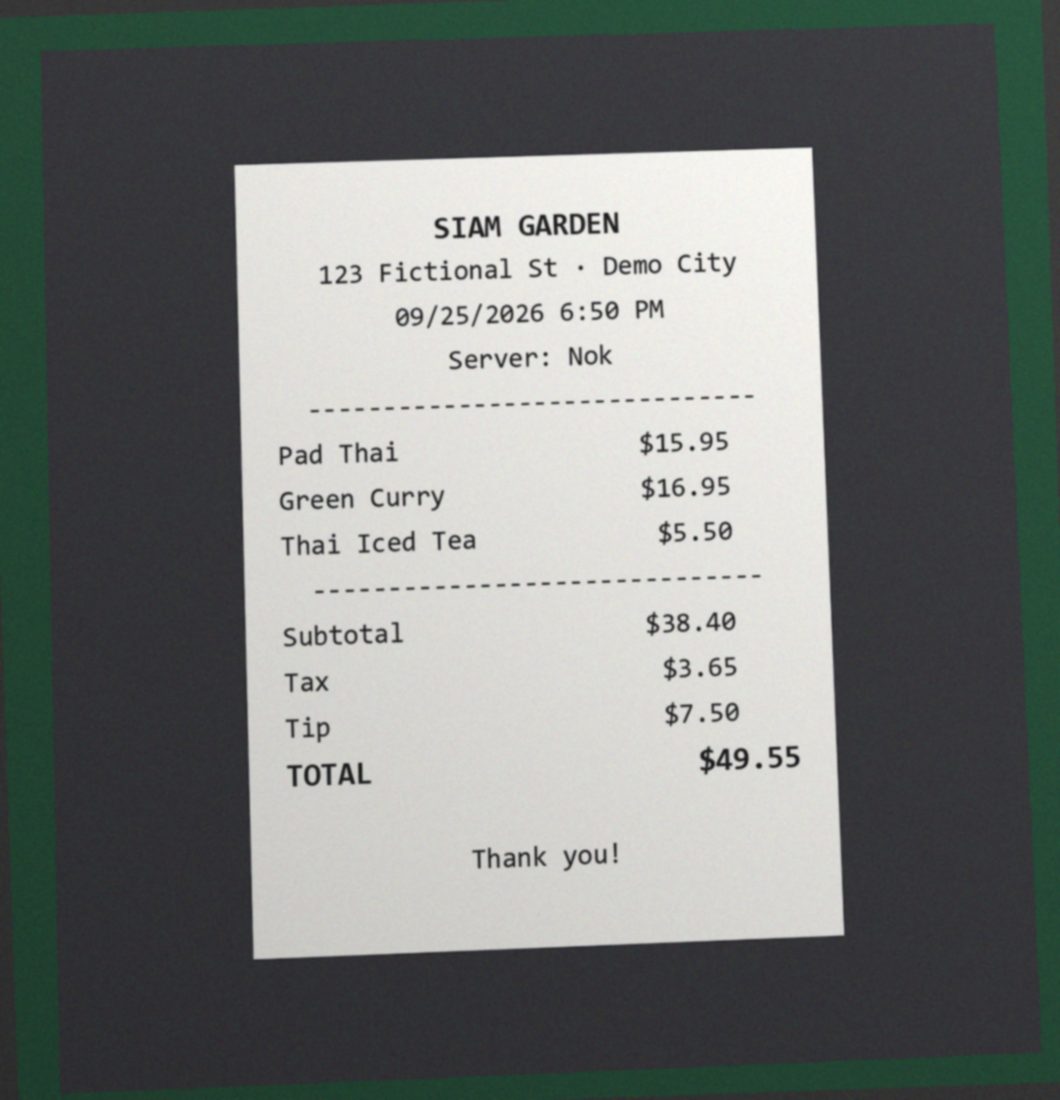 SIAM GARDEN
123 Fictional St · Demo City
09/25/2026 6:50 PM
Server: Nok
------------------------------
Pad Thai $15.95
Green Curry $16.95
Thai Iced Tea $5.50
------------------------------
Subtotal $38.40
Tax $3.65
Tip $7.50
TOTAL $49.55
Thank you!